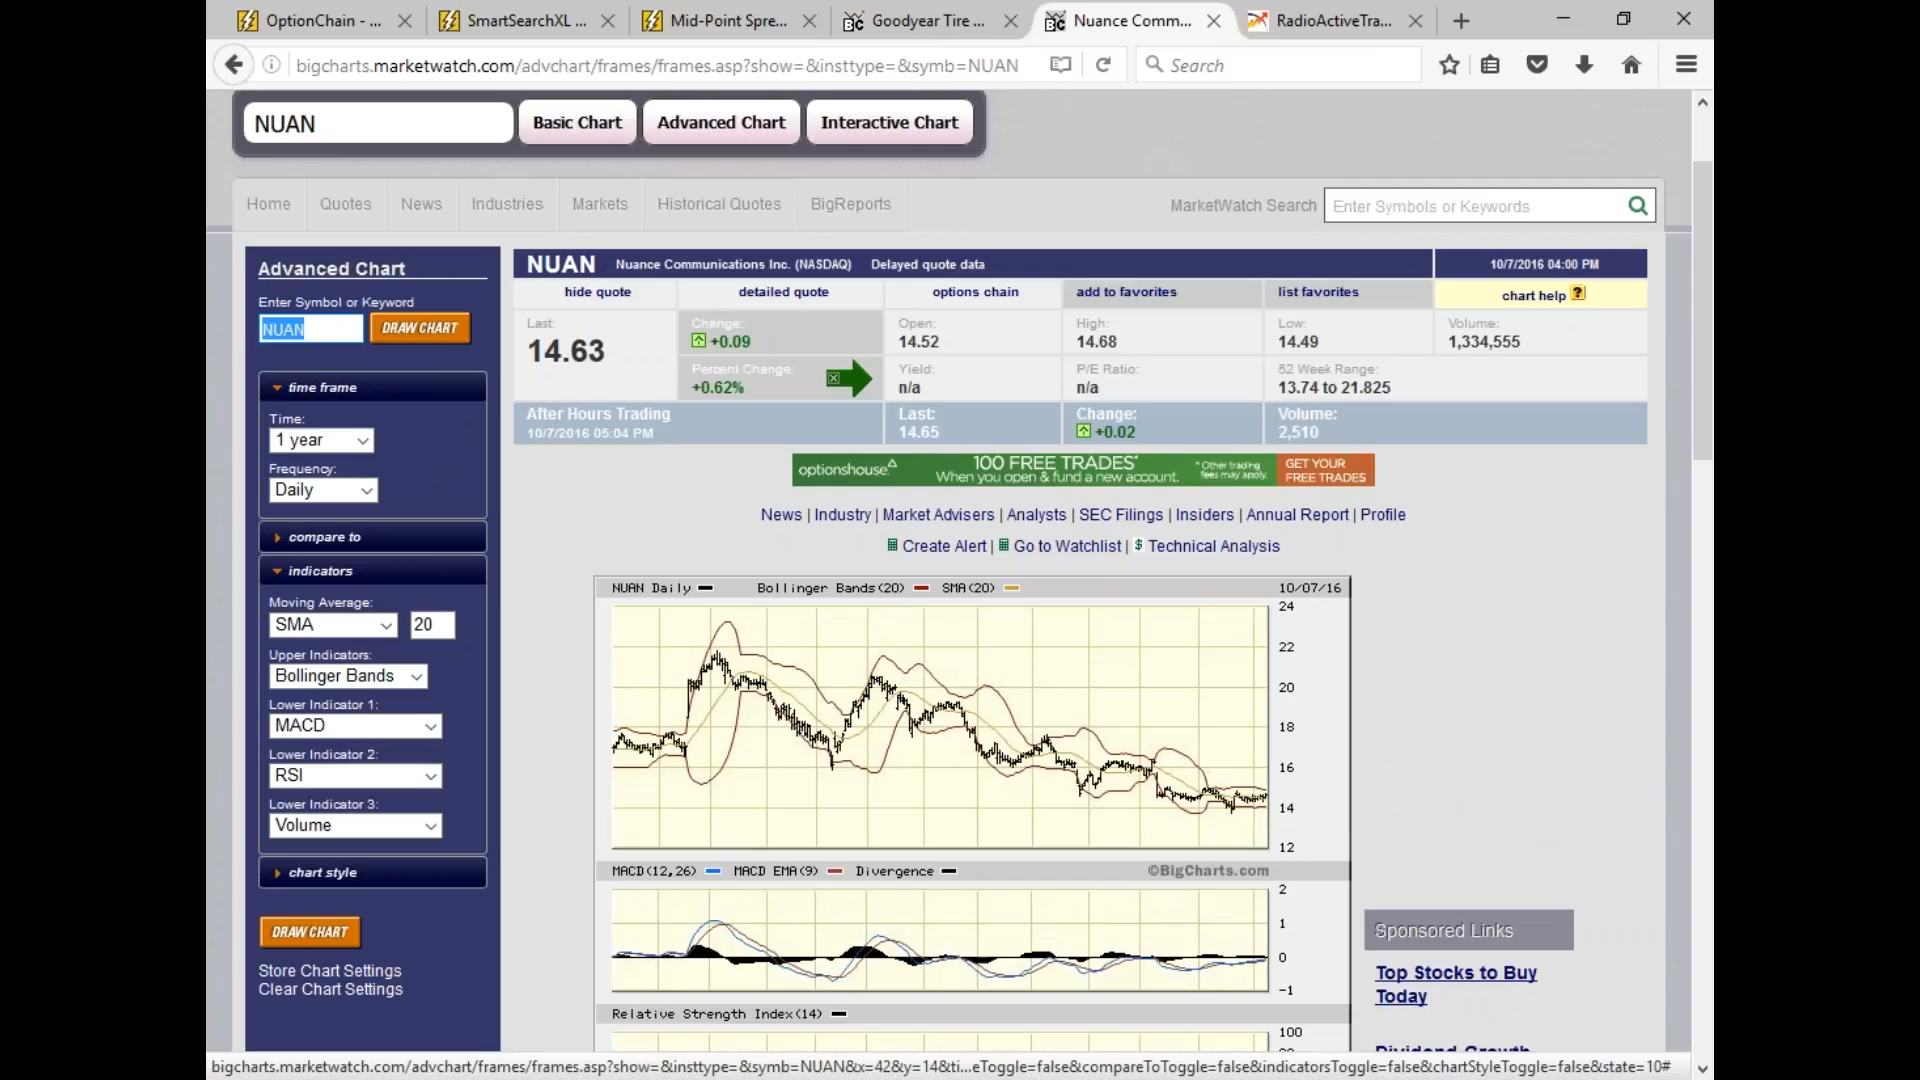 OptionChain - ...
SmartSearchXL ...
Mid-Point Spre...
Goodyear Tire ...
Nuance Comm...
RadioActiveTra...
bigcharts.marketwatch.com/advchart/frames/frames.asp?show=&insttype=&symb=NUAN
Search
NUAN
Basic Chart
Advanced Chart
Interactive Chart
Home
Quotes
News
Industries
Markets
Historical Quotes
BigReports
MarketWatch Search
Enter Symbols or Keywords
Advanced Chart
Enter Symbol or Keyword
NUAN
DRAW CHART
time frame
Time:
1 year
Frequency:
Daily
compare to
indicators
Moving Average:
SMA
20
Upper Indicators:
Bollinger Bands
Lower Indicator 1:
MACD
Lower Indicator 2:
RSI
Lower Indicator 3:
Volume
chart style
DRAW CHART
Store Chart Settings
Clear Chart Settings
NUAN Nuance Communications Inc. (NASDAQ) Delayed quote data
10/7/2016 04:00 PM
hide quote
detailed quote
options chain
add to favorites
list favorites
chart help ?
Last:
14.63
Change:
+0.09
Open:
14.52
High:
14.68
Low:
14.49
Volume:
1,334,555
Percent Change:
+0.62%
Yield:
n/a
P/E Ratio:
n/a
52 Week Range:
13.74 to 21.825
After Hours Trading
10/7/2016 05:04 PM
Last:
14.65
Change:
+0.02
Volume:
2,510
optionshouse
100 FREE TRADES*
When you open & fund a new account.
* Other trading
fees may apply.
GET YOUR
FREE TRADES
News | Industry | Market Advisers | Analysts | SEC Filings | Insiders | Annual Report | Profile
Create Alert | Go to Watchlist | $ Technical Analysis
NUAN Daily
Bollinger Bands(20)
SMA(20)
10/07/16
24
22
20
18
16
14
12
MACD(12,26)
MACD EMA(9)
Divergence
©BigCharts.com
2
1
0
-1
Relative Strength Index(14)
100
Sponsored Links
Top Stocks to Buy
Today
Dividend Growth
bigcharts.marketwatch.com/advchart/frames/frames.asp?show=&insttype=&symb=NUAN&x=42&y=14&ti...eToggle=false&compareToToggle=false&indicatorsToggle=false&chartStyleToggle=false&state=10#